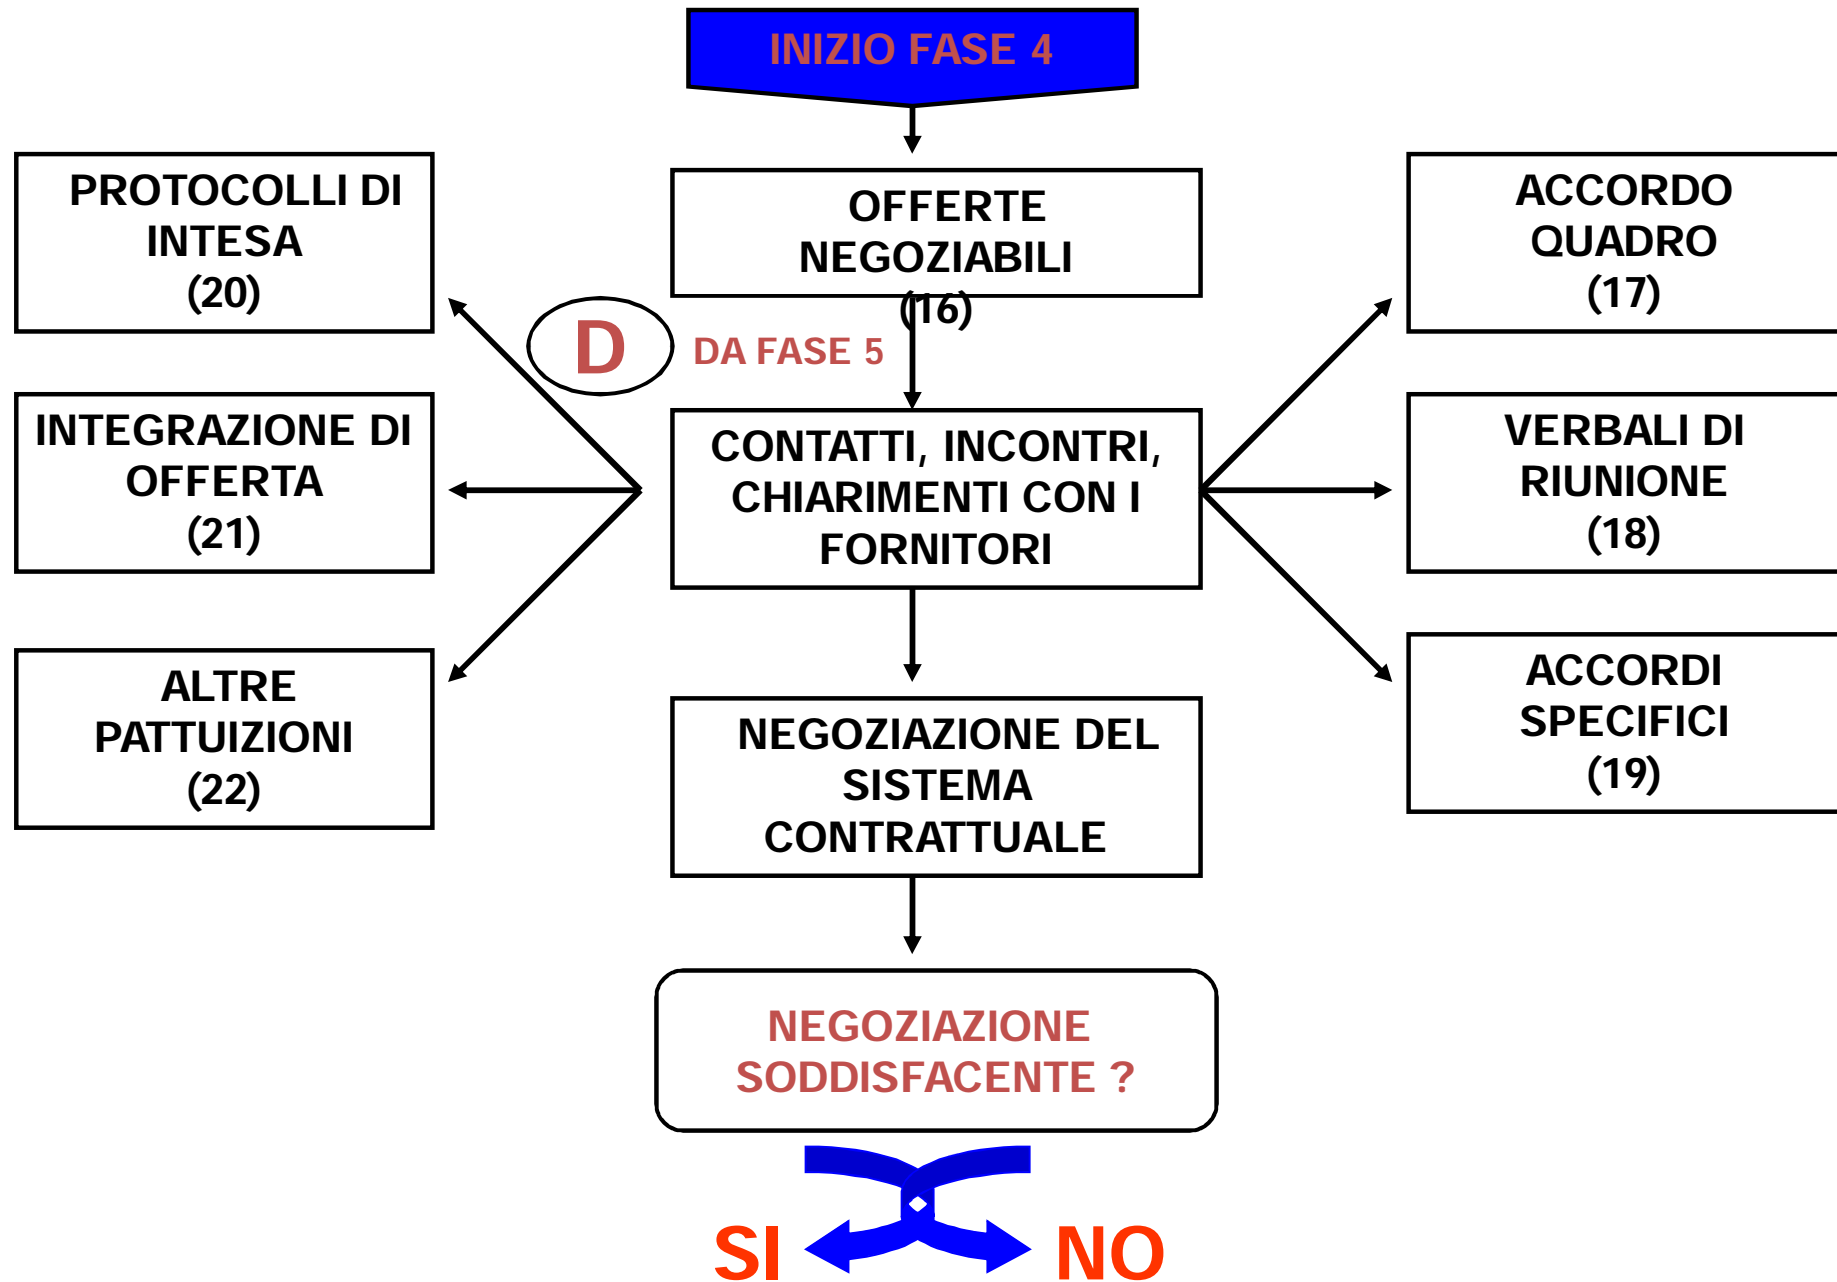 INIZIO FASE 4
PROTOCOLLI DI
INTESA
(20)
OFFERTE
NEGOZIABILI
(16)
ACCORDO
QUADRO
(17)
D
DA FASE 5
INTEGRAZIONE DI
OFFERTA
(21)
CONTATTI, INCONTRI,
CHIARIMENTI CON I
FORNITORI
VERBALI DI
RIUNIONE
(18)
ALTRE
PATTUIZIONI
(22)
NEGOZIAZIONE DEL
SISTEMA
CONTRATTUALE
ACCORDI
SPECIFICI
(19)
NEGOZIAZIONE
SODDISFACENTE ?
SI
NO